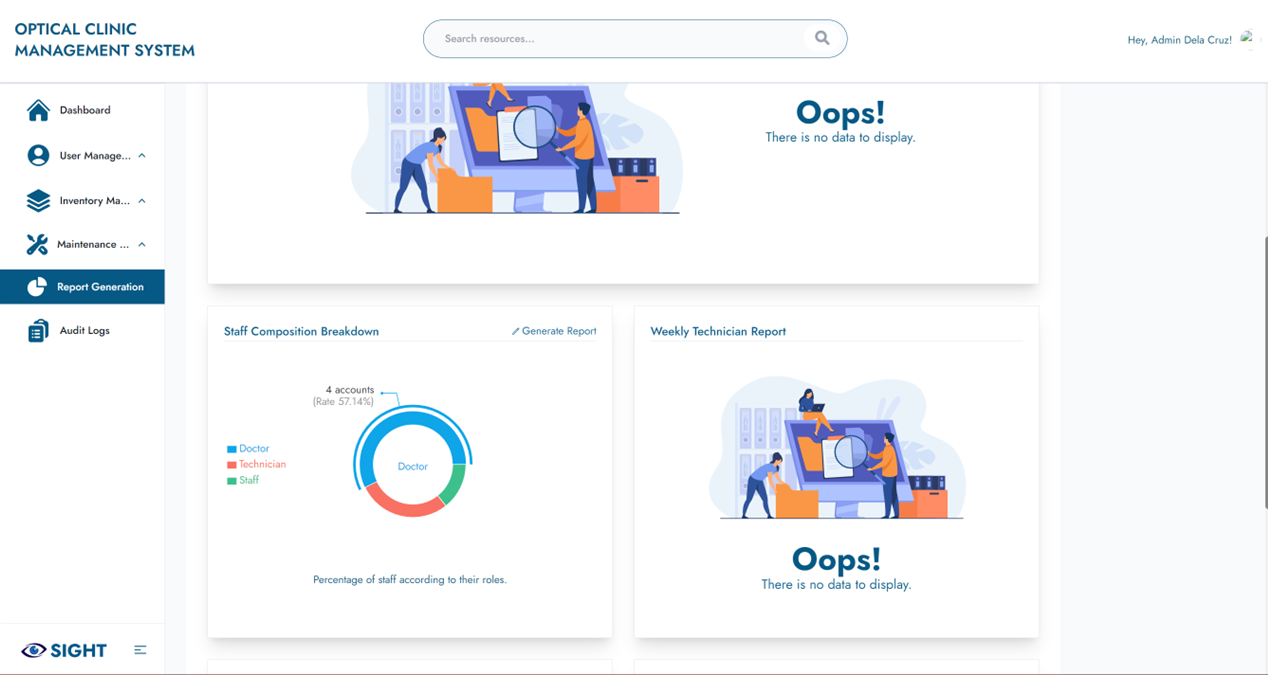 OPTICAL CLINIC
MANAGEMENT SYSTEM
Search resources...
Hey, Admin Dela Cruz!
Dashboard
User Manage...
Inventory Ma...
Maintenance ...
Report Generation
Audit Logs
SIGHT
Oops!
There is no data to display.
Staff Composition Breakdown
Generate Report
4 accounts
(Rate 57.14%)
Doctor
Technician
Staff
Doctor
Percentage of staff according to their roles.
Weekly Technician Report
Oops!
There is no data to display.